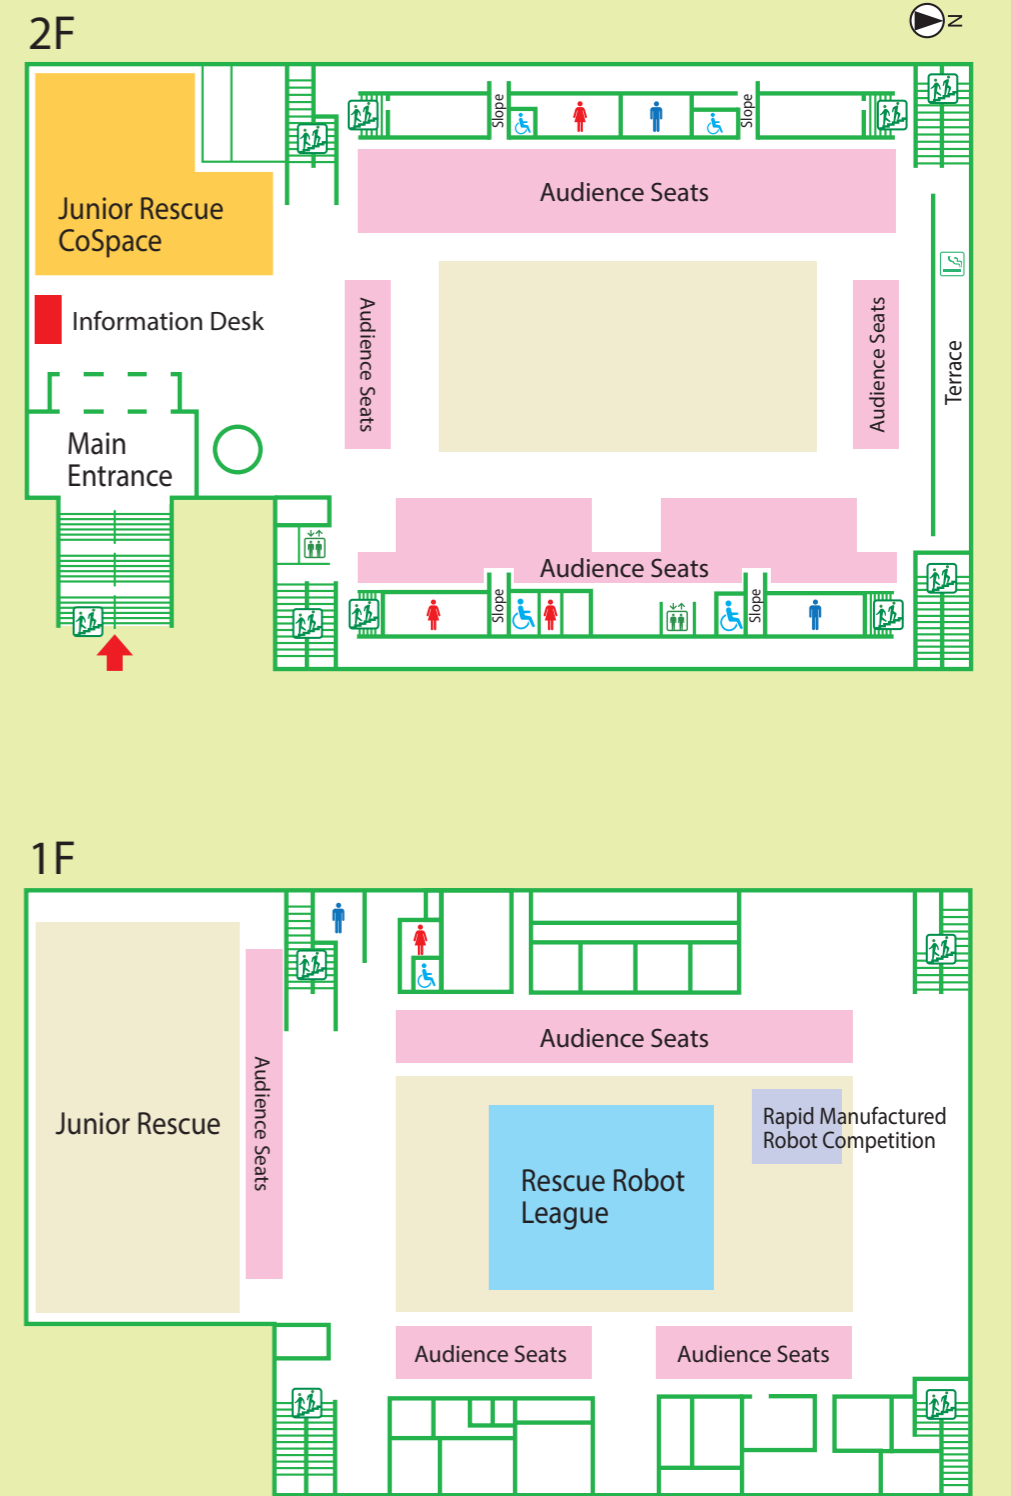 2F
N
Slope
Slope
Audience Seats
Junior Rescue
CoSpace
Audience Seats
Audience Seats
Information Desk
Terrace
Main
Entrance
Audience Seats
Slope
Slope
1F
Audience Seats
Audience Seats
Junior Rescue
Rapid Manufactured
Robot Competition
Rescue Robot
League
Audience Seats
Audience Seats